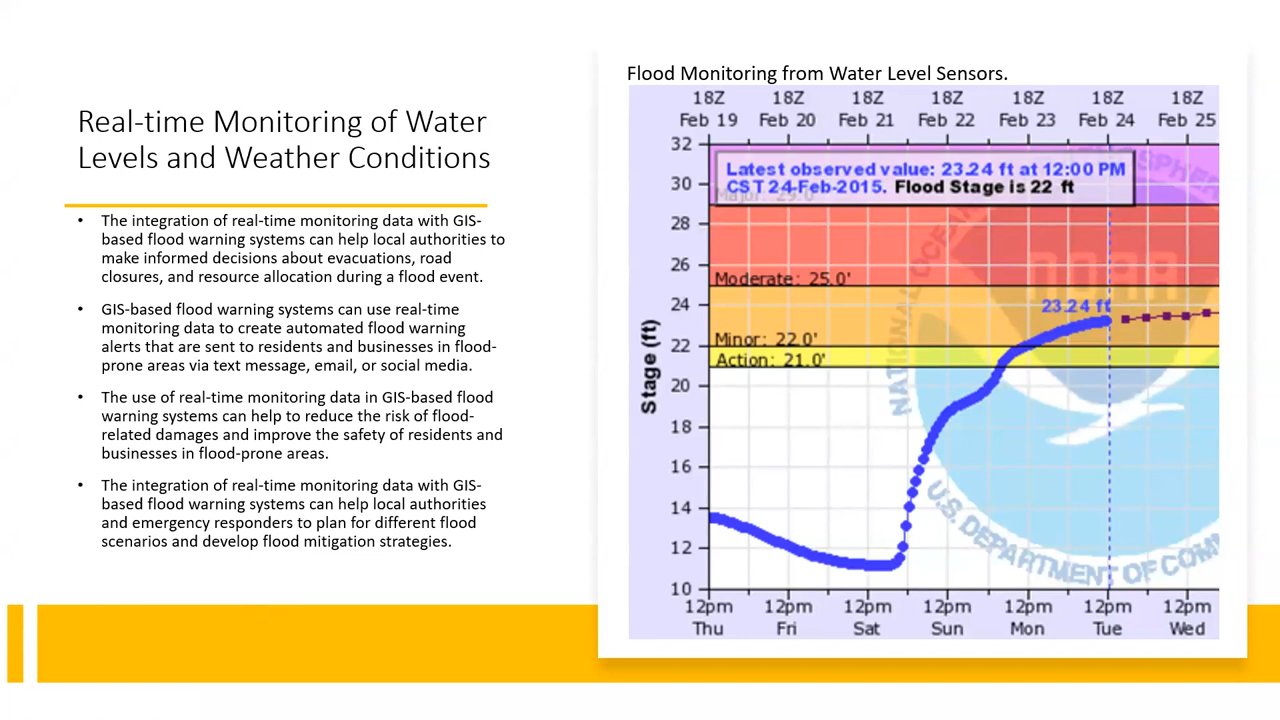 Real-time Monitoring of Water
Levels and Weather Conditions
• The integration of real-time monitoring data with GIS-
based flood warning systems can help local authorities to
make informed decisions about evacuations, road
closures, and resource allocation during a flood event.
• GIS-based flood warning systems can use real-time
monitoring data to create automated flood warning
alerts that are sent to residents and businesses in flood-
prone areas via text message, email, or social media.
• The use of real-time monitoring data in GIS-based flood
warning systems can help to reduce the risk of flood-
related damages and improve the safety of residents and
businesses in flood-prone areas.
• The integration of real-time monitoring data with GIS-
based flood warning systems can help local authorities
and emergency responders to plan for different flood
scenarios and develop flood mitigation strategies.
Flood Monitoring from Water Level Sensors.
18Z 18Z 18Z 18Z 18Z 18Z 18Z
Feb 19 Feb 20 Feb 21 Feb 22 Feb 23 Feb 24 Feb 25
32
Latest observed value: 23.24 ft at 12:00 PM
CST 24-Feb-2015. Flood Stage is 22 ft
30
Major: 29.0'
28
26
Moderate: 25.0'
24
23.24 ft
Minor: 22.0'
22
Action: 21.0'
20
18
16
14
12
10
Stage (ft)
NOAA
NATIONAL OCEANIC
U.S. DEPARTMENT OF COMM
12pm 12pm 12pm 12pm 12pm 12pm 12pm
Thu Fri Sat Sun Mon Tue Wed